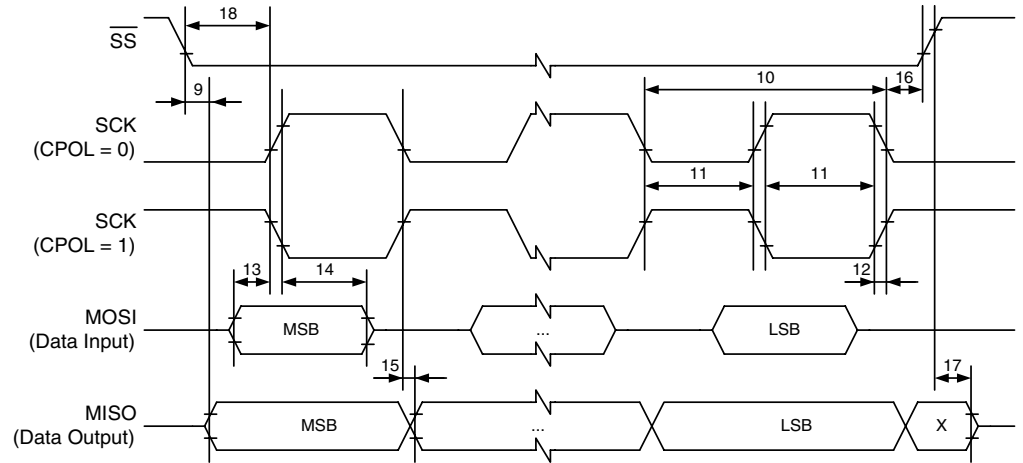 18
SS
10
9
16
SCK
(CPOL = 0)
11
11
SCK
(CPOL = 1)
13
14
12
MOSI
(Data Input)
MSB
...
LSB
15
17
MISO
(Data Output)
MSB
...
LSB
X